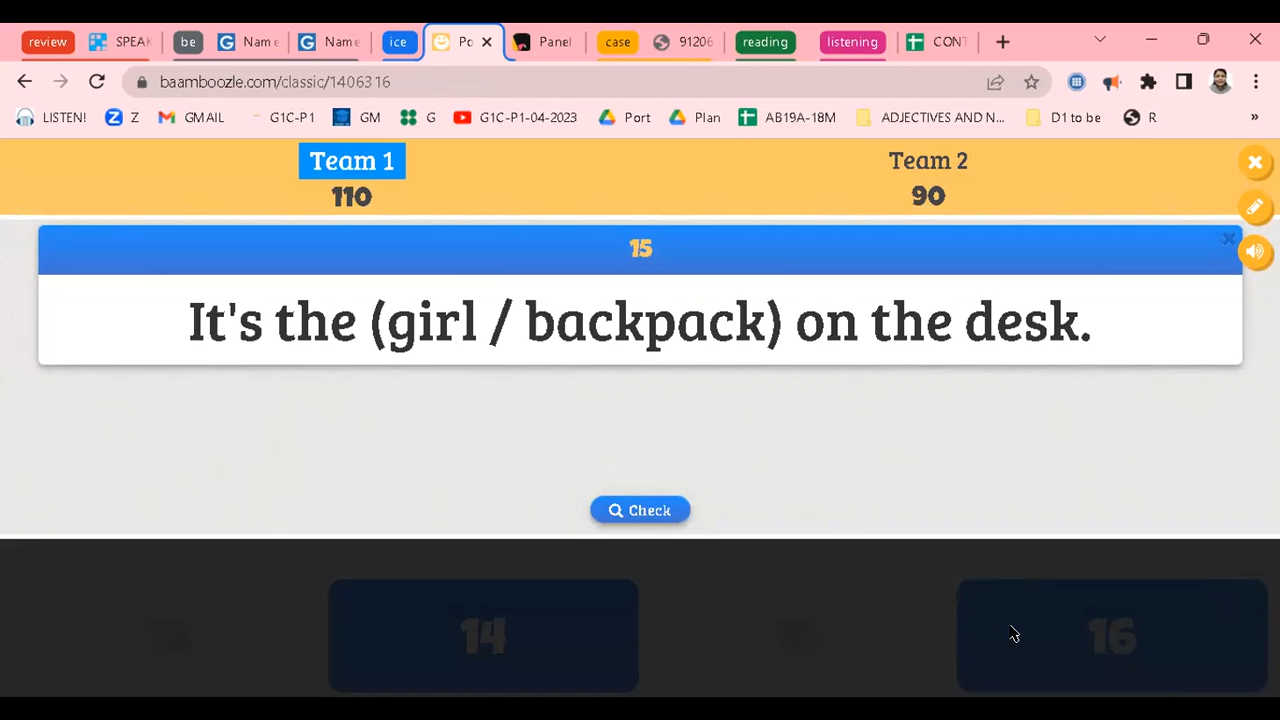 review SPEAK be Name Name ice Po Panel case 91206 reading listening CONT
baamboozle.com/classic/1406316
LISTEN! Z GMAIL G1C-P1 GM G G1C-P1-04-2023 Port Plan AB19A-18M ADJECTIVES AND N... D1 to be R »
Team 1 Team 2
110 90
15
It's the (girl / backpack) on the desk.
Check
14 16